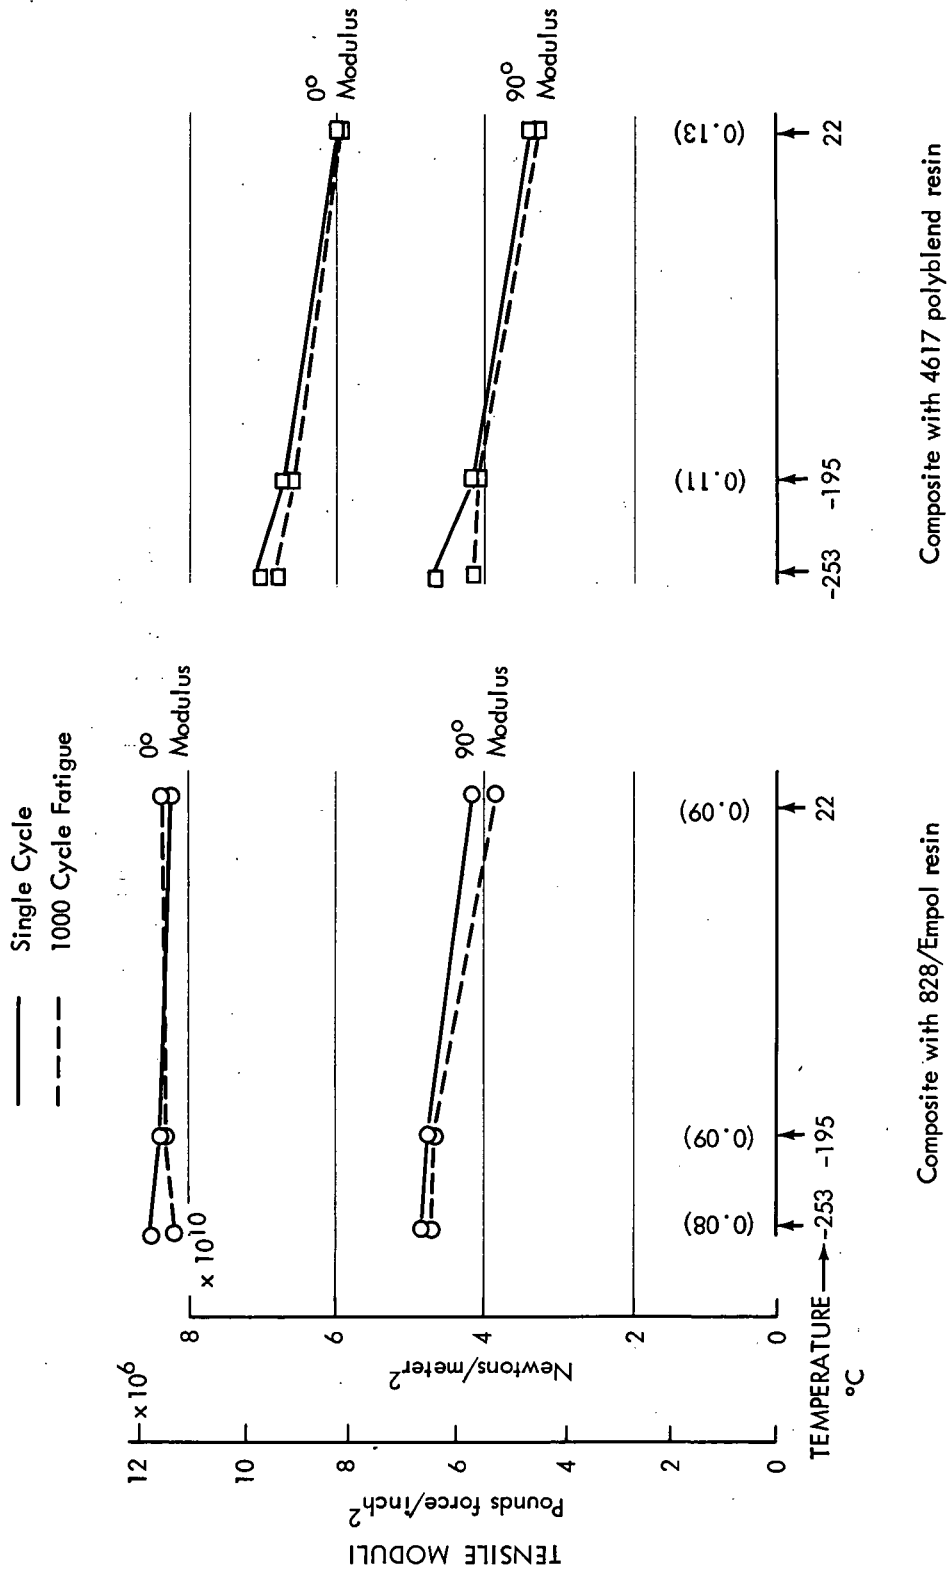 Single Cycle
1000 Cycle Fatigue
0°
Modulus
90°
Modulus
0°
Modulus
90°
Modulus
TENSILE MODULI
Pounds force/inch²
12 × 10⁶
10
8
6
4
2
0
Newtons/meter²
8 × 10¹⁰
6
4
2
0
(0.08)
(0.09)
(0.09)
(0.11)
(0.13)
TEMPERATURE
°C
-253
-195
22
-253
-195
22
Composite with 828/Empol resin
Composite with 4617 polyblend resin